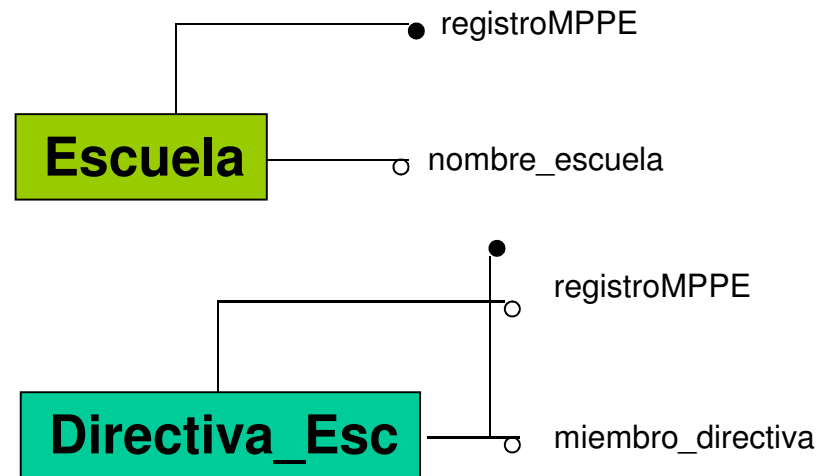 registroMPPE
Escuela
nombre_escuela
registroMPPE
Directiva_Esc
miembro_directiva